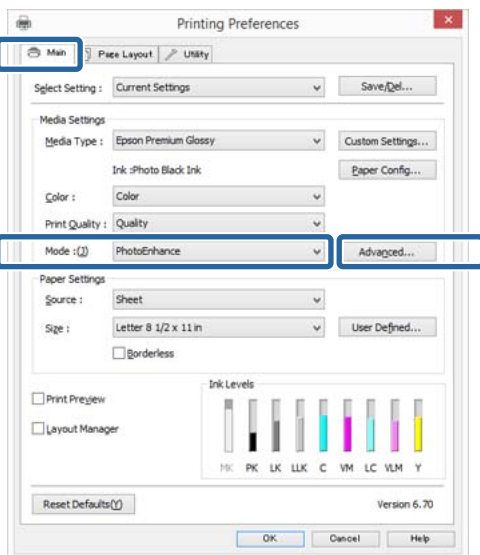 Printing Preferences
Main Page Layout Utility
Select Setting : Current Settings Save/Del...
Media Settings
Media Type : Epson Premium Glossy Custom Settings...
Ink :Photo Black Ink Paper Config...
Color : Color
Print Quality : Quality
Mode :(J) PhotoEnhance Advanced...
Paper Settings
Source : Sheet
Size : Letter 8 1/2 x 11 in User Defined...
Borderless
Ink Levels
Print Preview
Layout Manager
MK PK LK LLK C VM LC VLM Y
Reset Defaults(Y) Version 6.70
OK Cancel Help